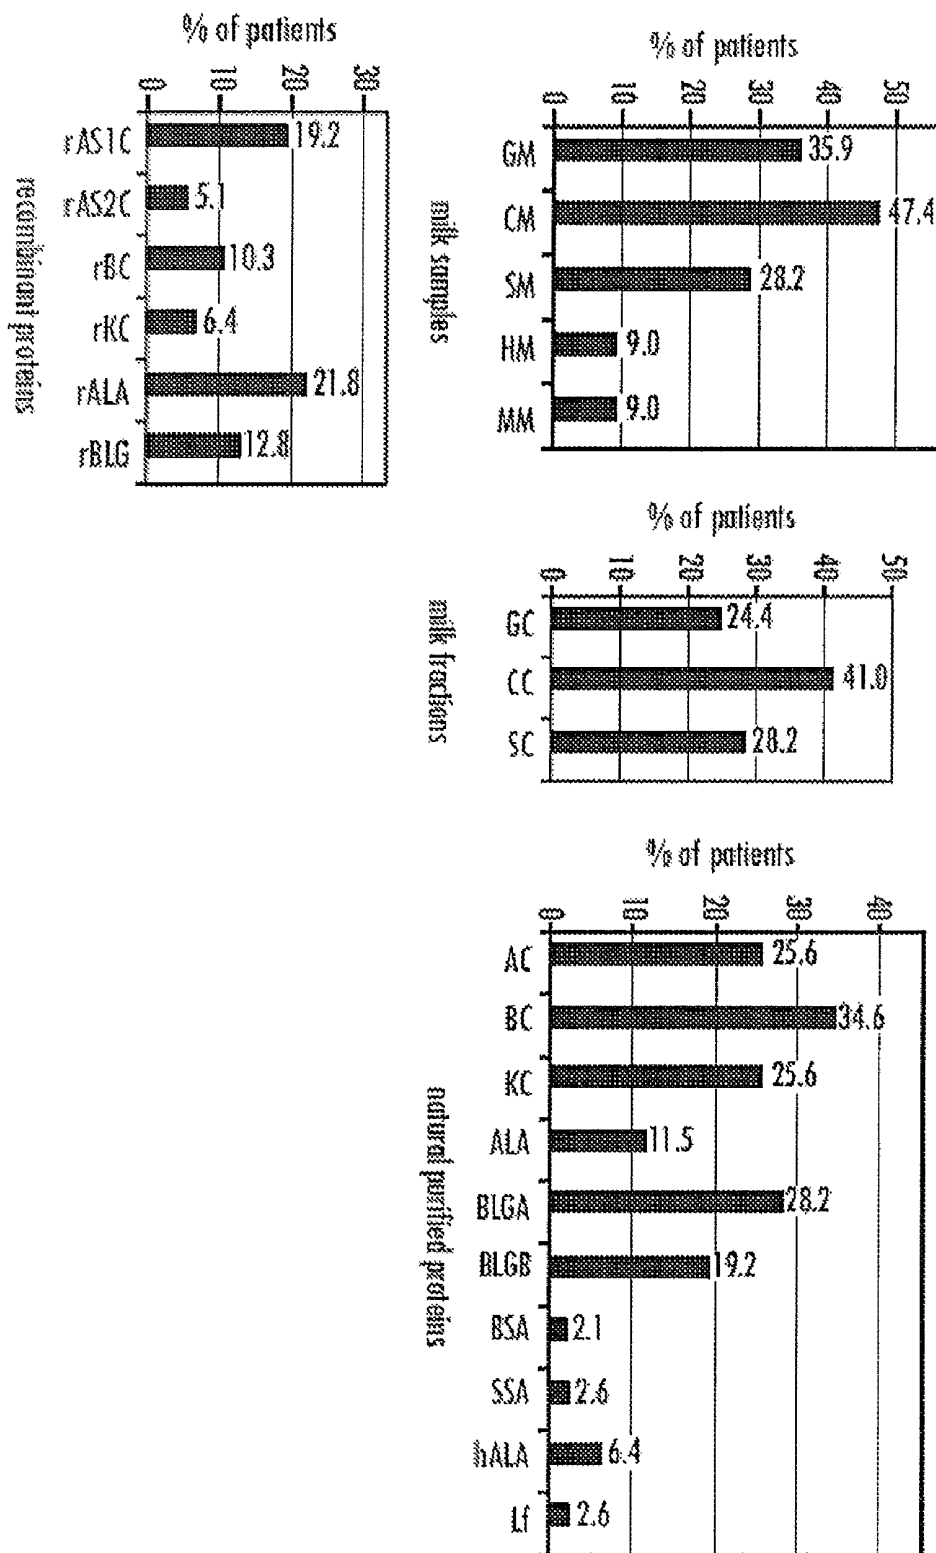 % of patients
0 10 20 30
rAS1C 19.2
rAS2C 5.1
rBC 10.3
rKC 6.4
rALA 21.8
rBLG 12.8
recombinant proteins
% of patients
0 10 20 30 40 50
GM 35.9
CM 47.4
SM 28.2
HM 9.0
MM 9.0
milk samples
% of patients
0 10 20 30 40 50
GC 24.4
CC 41.0
SC 28.2
milk fractions
% of patients
0 10 20 30 40
AC 25.6
BC 34.6
KC 25.6
ALA 11.5
BLGA 28.2
BLGB 19.2
BSA 2.1
SSA 2.6
hALA 6.4
Lf 2.6
natural purified proteins